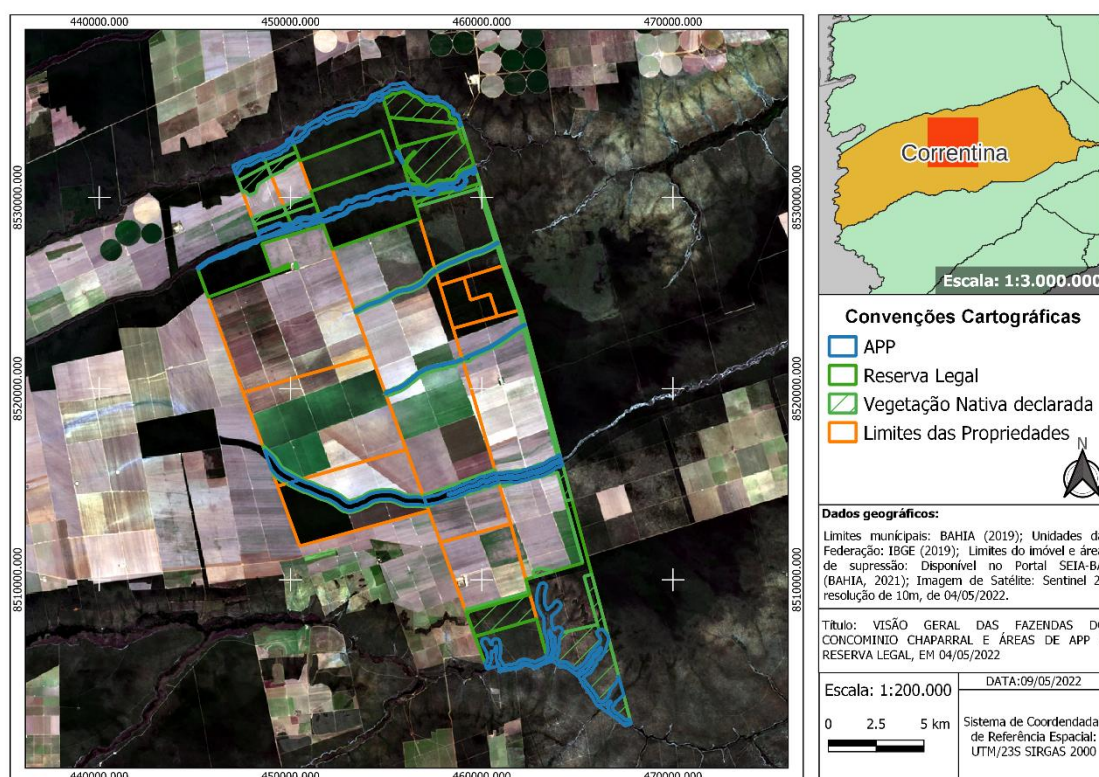 440000.000 450000.000 460000.000 470000.000
8530000.000 8530000.000
8520000.000 8520000.000
8510000.000 8510000.000
440000.000 450000.000 460000.000 470000.000
Correntina
Escala: 1:3.000.000
Convenções Cartográficas
APP
Reserva Legal
Vegetação Nativa declarada
Limites das Propriedades
N
Dados geográficos:
Limites municipais: BAHIA (2019); Unidades da
Federação: IBGE (2019); Limites do imóvel e área
de supressão: Disponível no Portal SEIA-BA
(BAHIA, 2021); Imagem de Satélite: Sentinel 2,
resolução de 10m, de 04/05/2022.
Título: VISÃO GERAL DAS FAZENDAS DO
CONCOMINIO CHAPARRAL E ÁREAS DE APP
RESERVA LEGAL, EM 04/05/2022
Escala: 1:200.000
0 2.5 5 km
DATA:09/05/2022
Sistema de Coordendada
de Referência Espacial:
UTM/23S SIRGAS 2000